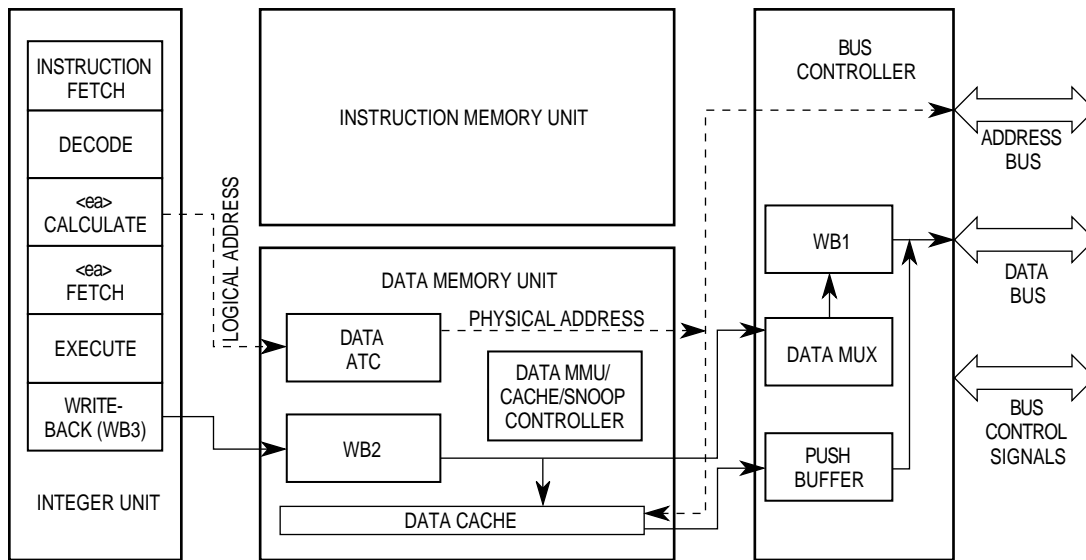 INSTRUCTION
FETCH
DECODE
<ea>
CALCULATE
<ea>
FETCH
EXECUTE
WRITE-
BACK (WB3)
INTEGER UNIT
LOGICAL ADDRESS
INSTRUCTION MEMORY UNIT
DATA MEMORY UNIT
DATA
ATC
PHYSICAL ADDRESS
DATA MMU/
CACHE/SNOOP
CONTROLLER
WB2
DATA CACHE
BUS
CONTROLLER
WB1
DATA MUX
PUSH
BUFFER
ADDRESS
BUS
DATA
BUS
BUS
CONTROL
SIGNALS